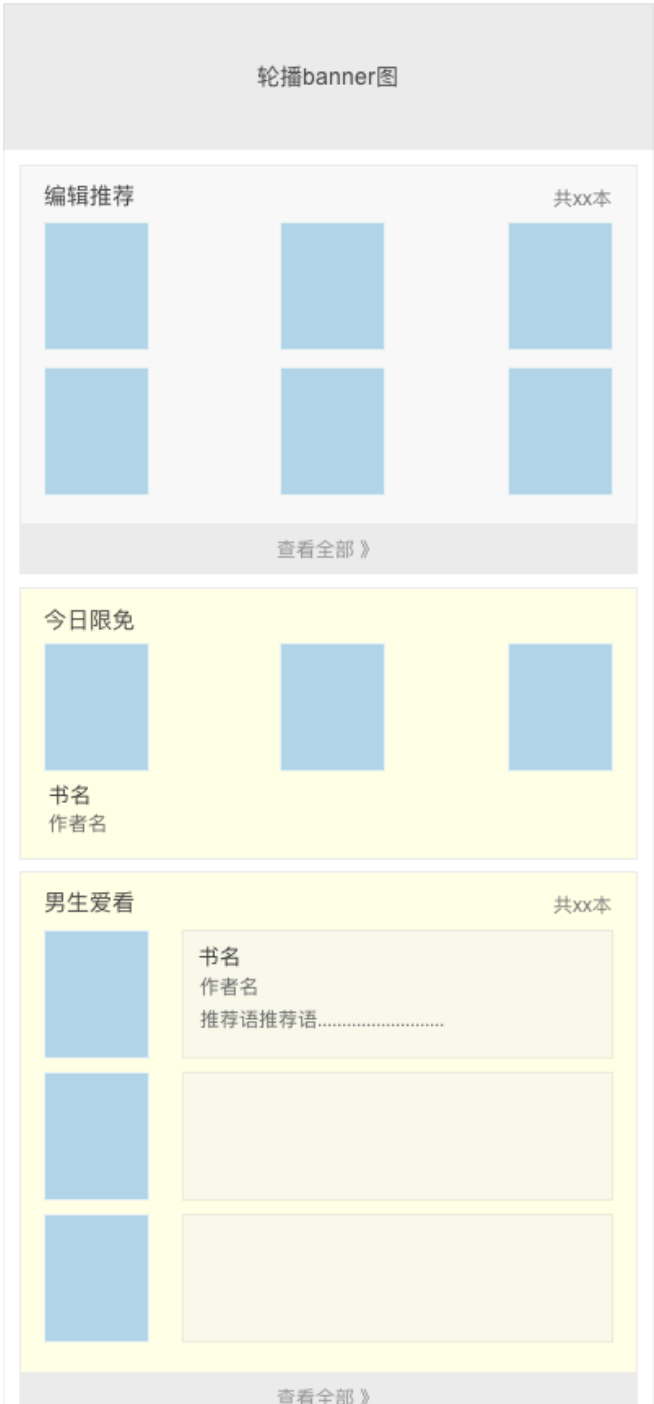 轮播banner图
编辑推荐 共xx本
查看全部 》
今日限免
书名
作者名
男生爱看 共xx本
书名
作者名
推荐语推荐语..........................
查看全部 》